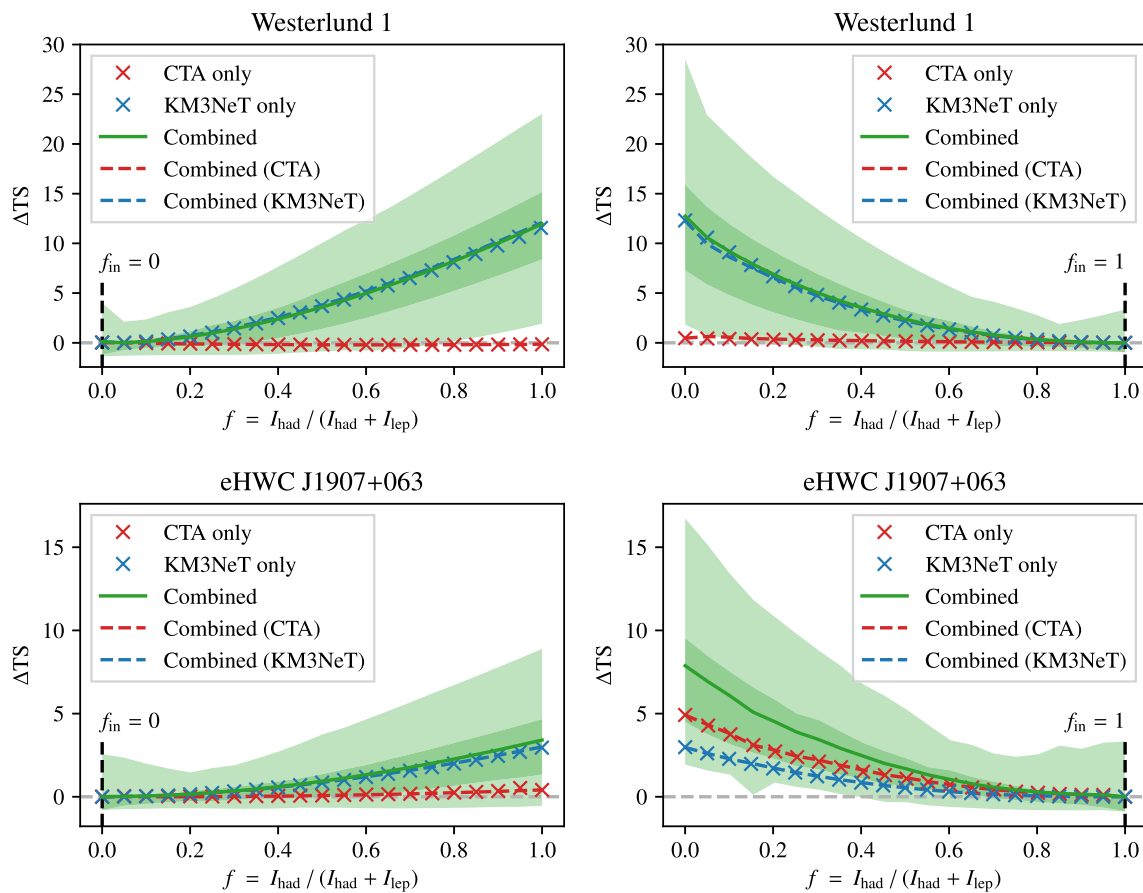 Westerlund 1
30
25
20
15
10
5
0
ΔTS
CTA only
KM3NeT only
Combined
Combined (CTA)
Combined (KM3NeT)
f_in = 0
0.0 0.2 0.4 0.6 0.8 1.0
f = I_had / (I_had + I_lep)
Westerlund 1
30
25
20
15
10
5
0
ΔTS
CTA only
KM3NeT only
Combined
Combined (CTA)
Combined (KM3NeT)
f_in = 1
0.0 0.2 0.4 0.6 0.8 1.0
f = I_had / (I_had + I_lep)
eHWC J1907+063
15
10
5
0
ΔTS
CTA only
KM3NeT only
Combined
Combined (CTA)
Combined (KM3NeT)
f_in = 0
0.0 0.2 0.4 0.6 0.8 1.0
f = I_had / (I_had + I_lep)
eHWC J1907+063
15
10
5
0
ΔTS
CTA only
KM3NeT only
Combined
Combined (CTA)
Combined (KM3NeT)
f_in = 1
0.0 0.2 0.4 0.6 0.8 1.0
f = I_had / (I_had + I_lep)